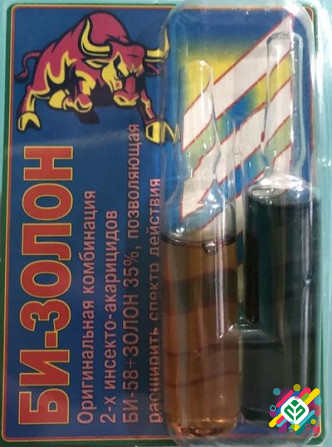 БИ-ЗОЛОН
Оригинальная комбинация
2-х инсекто-акарицидов
БИ-58+ЗОЛОН 35%, позволяющая
расширить спектр действия